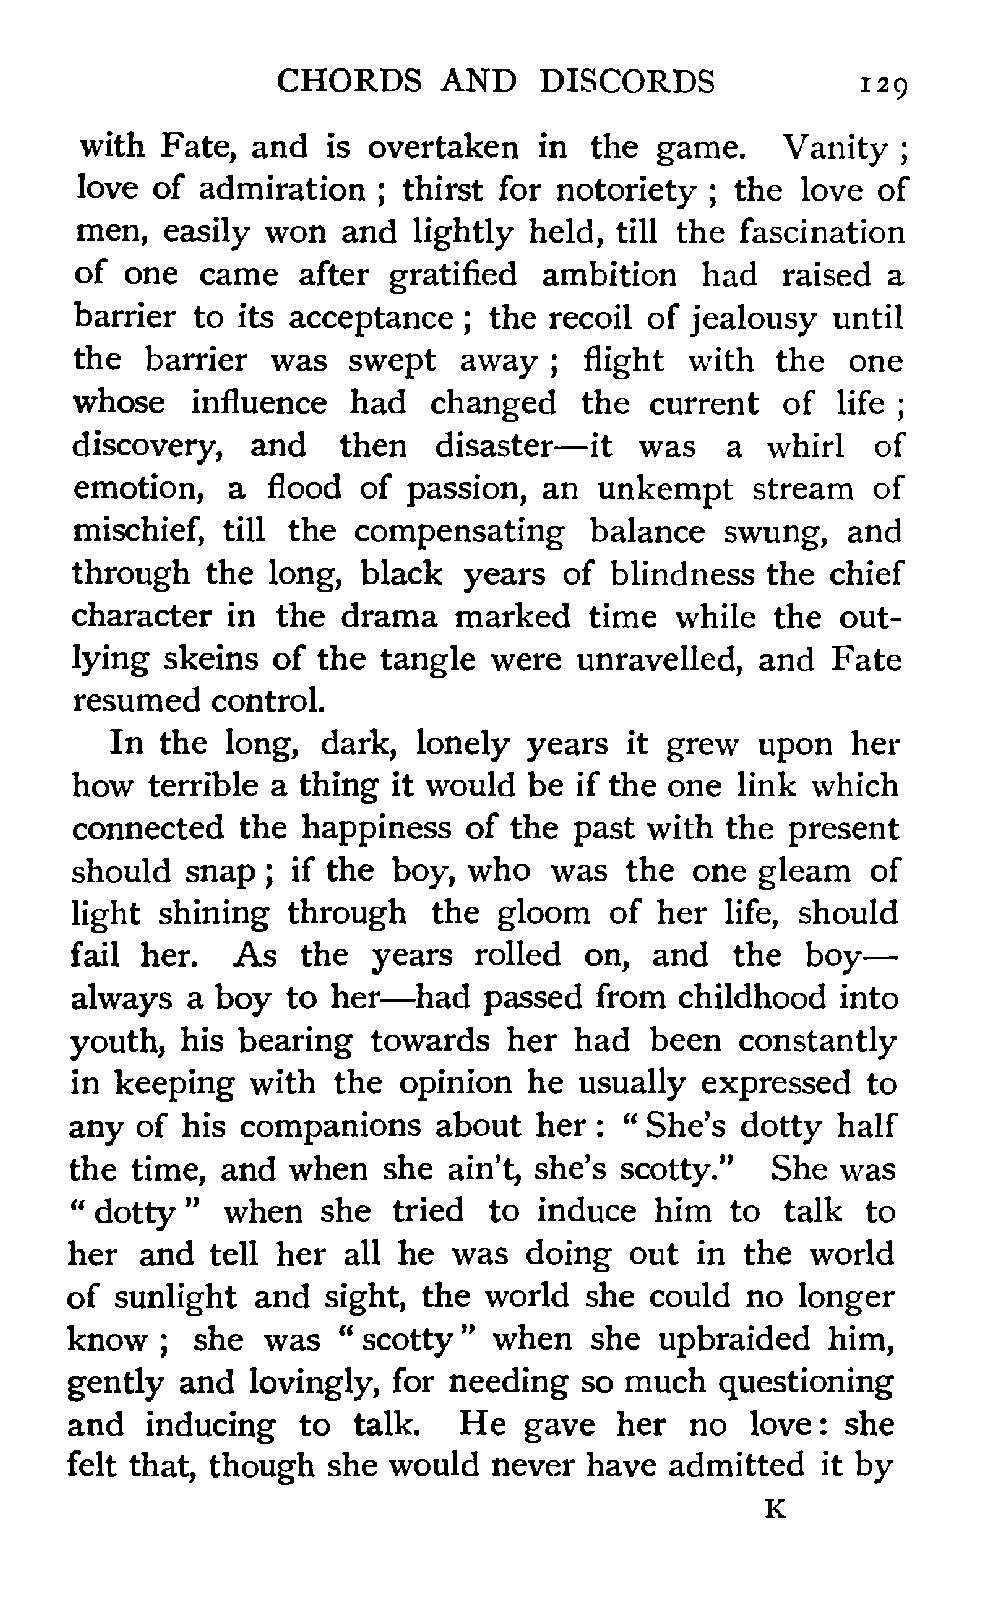 CHORDS AND DISCORDS 129
with Fate, and is overtaken in the game. Vanity ;
love of admiration ; thirst for notoriety ; the love of
men, easily won and lightly held, till the fascination
of one came after gratified ambition had raised a
barrier to its acceptance ; the recoil of jealousy until
the barrier was swept away ; flight with the one
whose influence had changed the current of life ;
discovery, and then disaster—it was a whirl of
emotion, a flood of passion, an unkempt stream of
mischief, till the compensating balance swung, and
through the long, black years of blindness the chief
character in the drama marked time while the out-
lying skeins of the tangle were unravelled, and Fate
resumed control.
In the long, dark, lonely years it grew upon her
how terrible a thing it would be if the one link which
connected the happiness of the past with the present
should snap ; if the boy, who was the one gleam of
light shining through the gloom of her life, should
fail her. As the years rolled on, and the boy—
always a boy to her—had passed from childhood into
youth, his bearing towards her had been constantly
in keeping with the opinion he usually expressed to
any of his companions about her : “ She’s dotty half
the time, and when she ain’t, she’s scotty.” She was
“ dotty ” when she tried to induce him to talk to
her and tell her all he was doing out in the world
of sunlight and sight, the world she could no longer
know ; she was “ scotty ” when she upbraided him,
gently and lovingly, for needing so much questioning
and inducing to talk. He gave her no love : she
felt that, though she would never have admitted it by
K